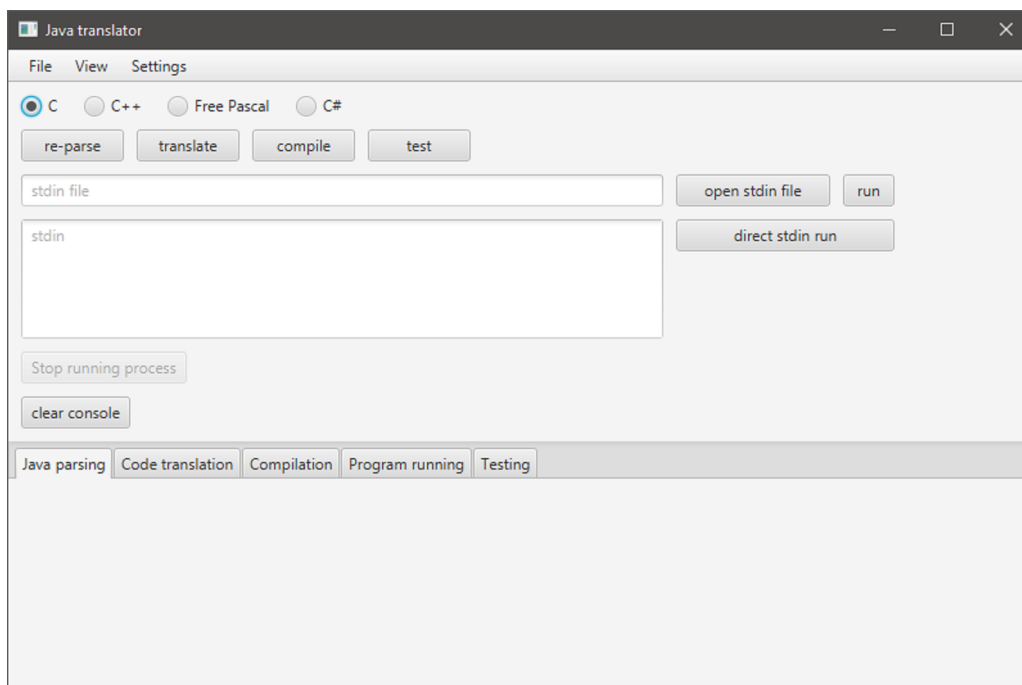 Java translator
File View Settings
C C++ Free Pascal C#
re-parse translate compile test
stdin file open stdin file run
stdin direct stdin run
Stop running process
clear console
Java parsing Code translation Compilation Program running Testing